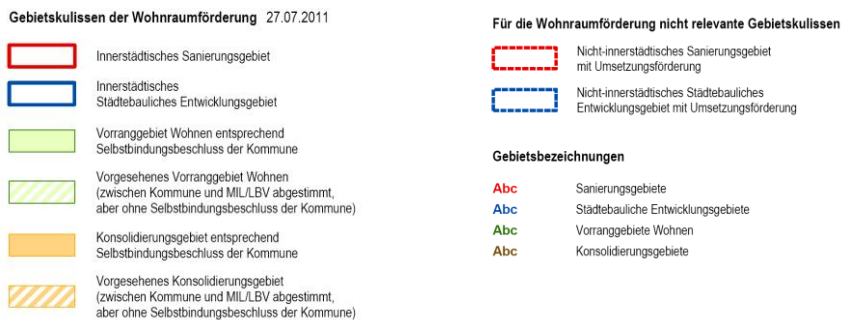 Gebietskulissen der Wohnraumförderung 27.07.2011
Innerstädtisches Sanierungsgebiet
Innerstädtisches
Städtebauliches Entwicklungsgebiet
Vorranggebiet Wohnen entsprechend
Selbstbindungsbeschluss der Kommune
Vorgesehenes Vorranggebiet Wohnen
(zwischen Kommune und MIL/LBV abgestimmt,
aber ohne Selbstbindungsbeschluss der Kommune)
Konsolidierungsgebiet entsprechend
Selbstbindungsbeschluss der Kommune
Vorgesehenes Konsolidierungsgebiet
(zwischen Kommune und MIL/LBV abgestimmt,
aber ohne Selbstbindungsbeschluss der Kommune)
Für die Wohnraumförderung nicht relevante Gebietskulissen
Nicht-innerstädtisches Sanierungsgebiet
mit Umsetzungsförderung
Nicht-innerstädtisches Städtebauliches
Entwicklungsgebiet mit Umsetzungsförderung
Gebietsbezeichnungen
Abc Sanierungsgebiete
Abc Städtebauliche Entwicklungsgebiete
Abc Vorranggebiete Wohnen
Abc Konsolidierungsgebiete